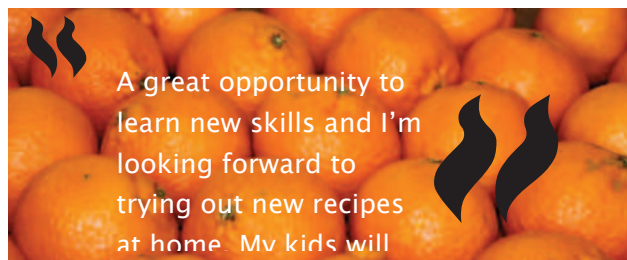 A great opportunity to
learn new skills and I’m
looking forward to
trying out new recipes
at home. My kids will